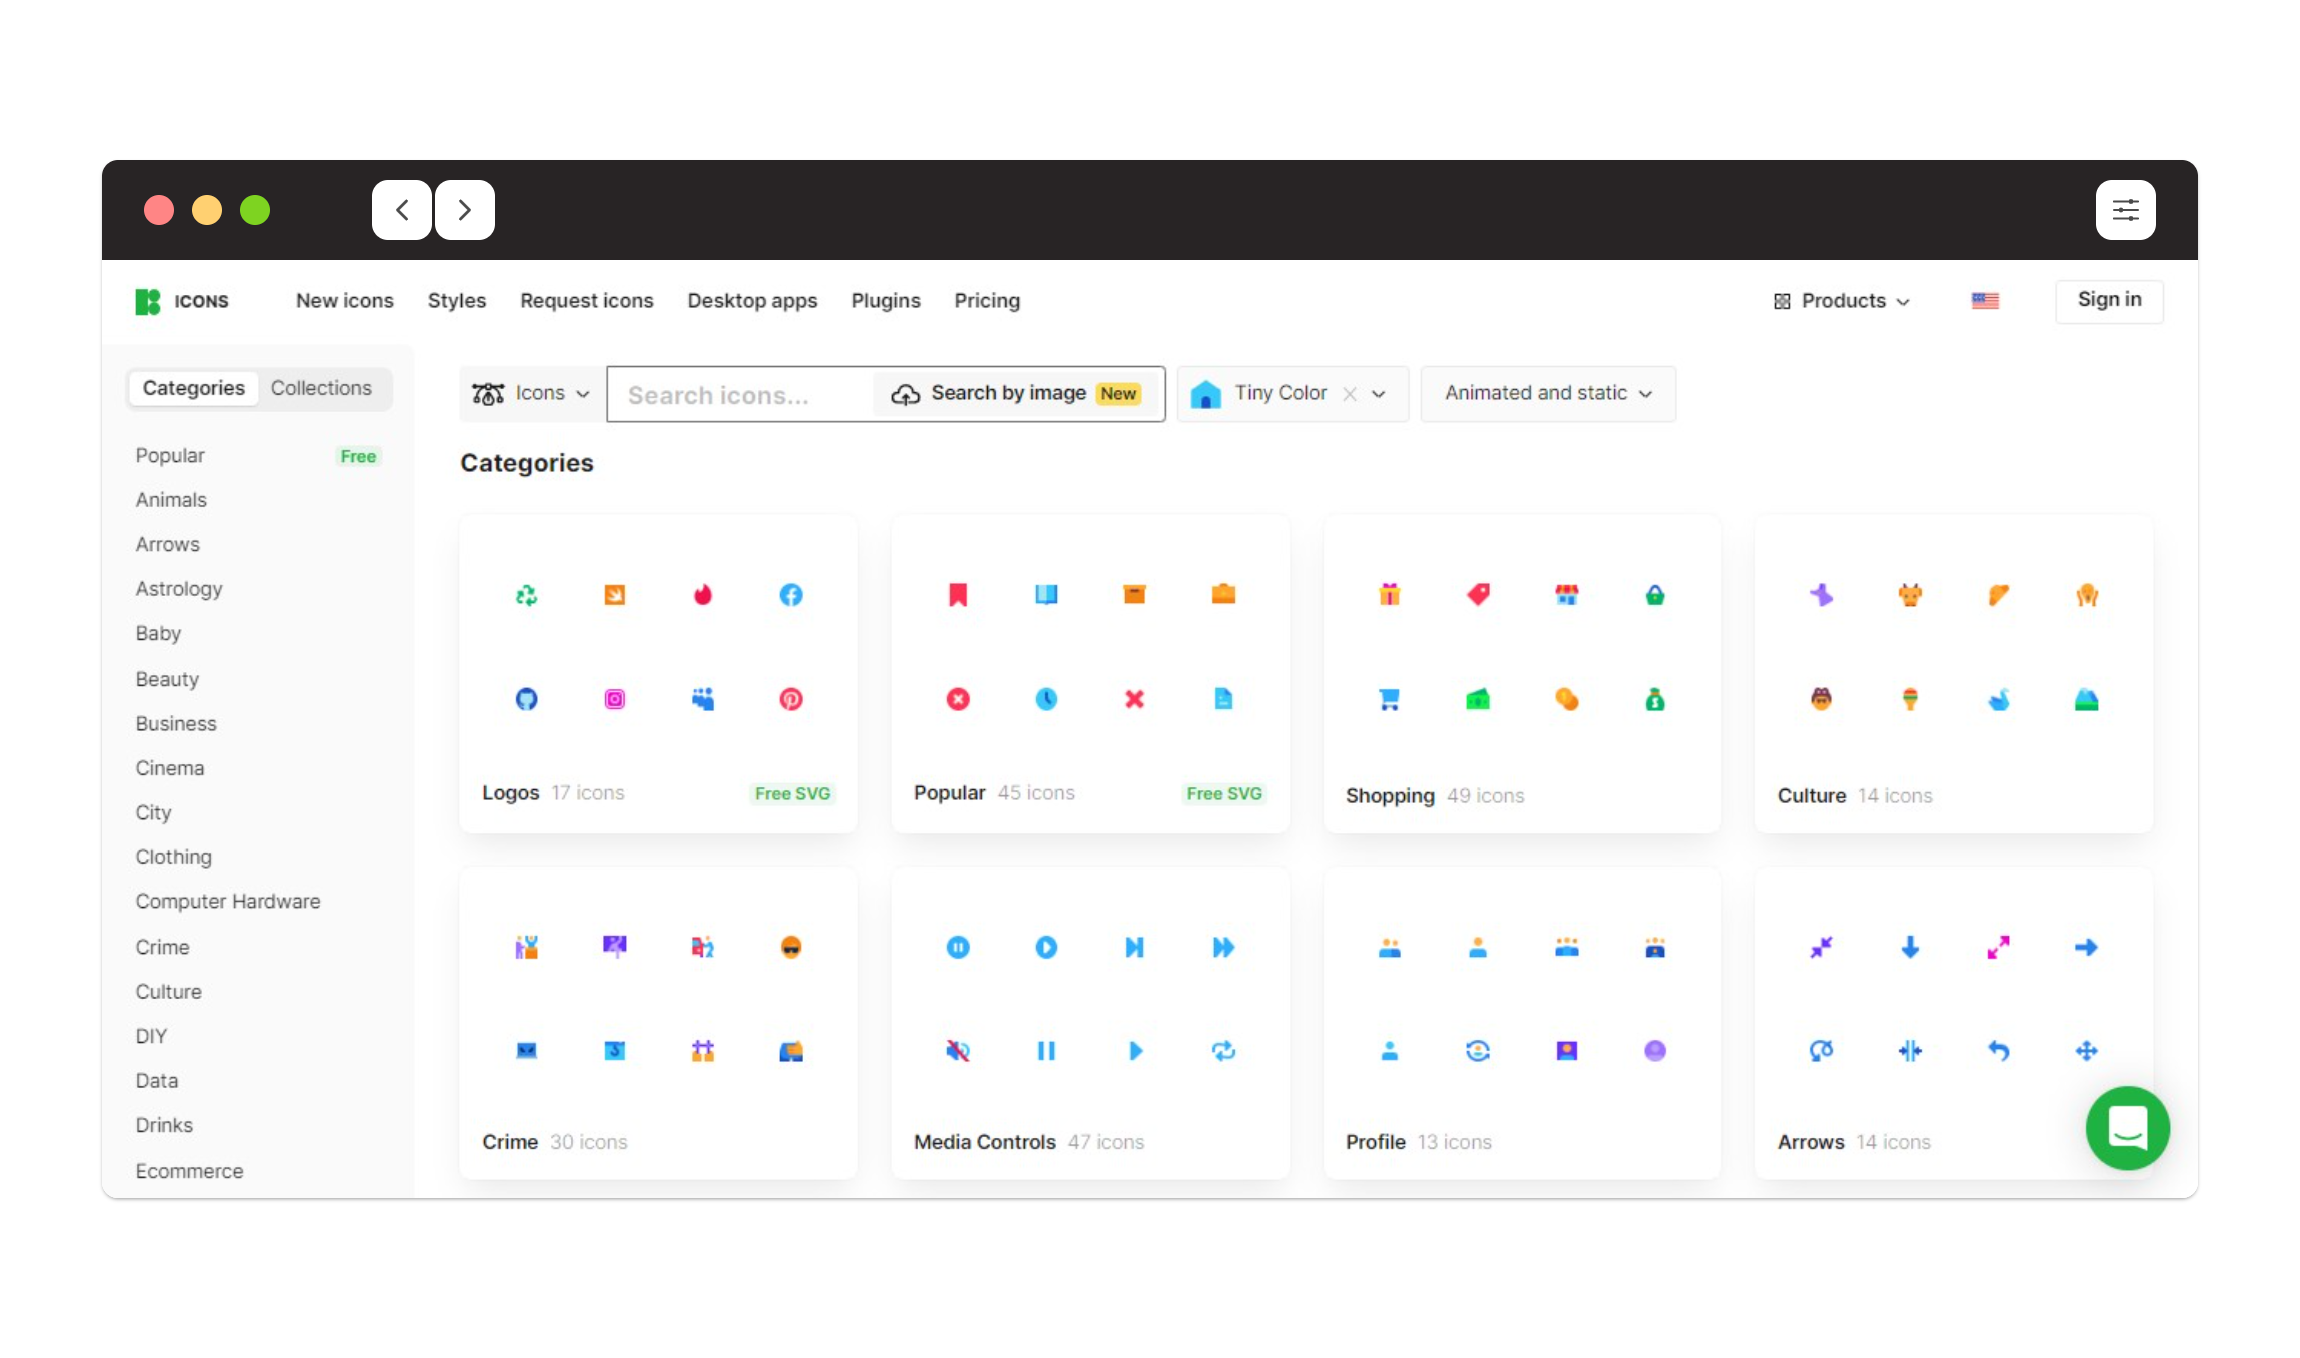 ICONS New icons Styles Request icons Desktop apps Plugins Pricing Products Sign in
Categories Collections
Icons Search icons... Search by image New Tiny Color Animated and static
Popular Free
Animals
Arrows
Astrology
Baby
Beauty
Business
Cinema
City
Clothing
Computer Hardware
Crime
Culture
DIY
Data
Drinks
Ecommerce
Categories
Logos 17 icons Free SVG
Popular 45 icons Free SVG
Shopping 49 icons
Culture 14 icons
Crime 30 icons
Media Controls 47 icons
Profile 13 icons
Arrows 14 icons